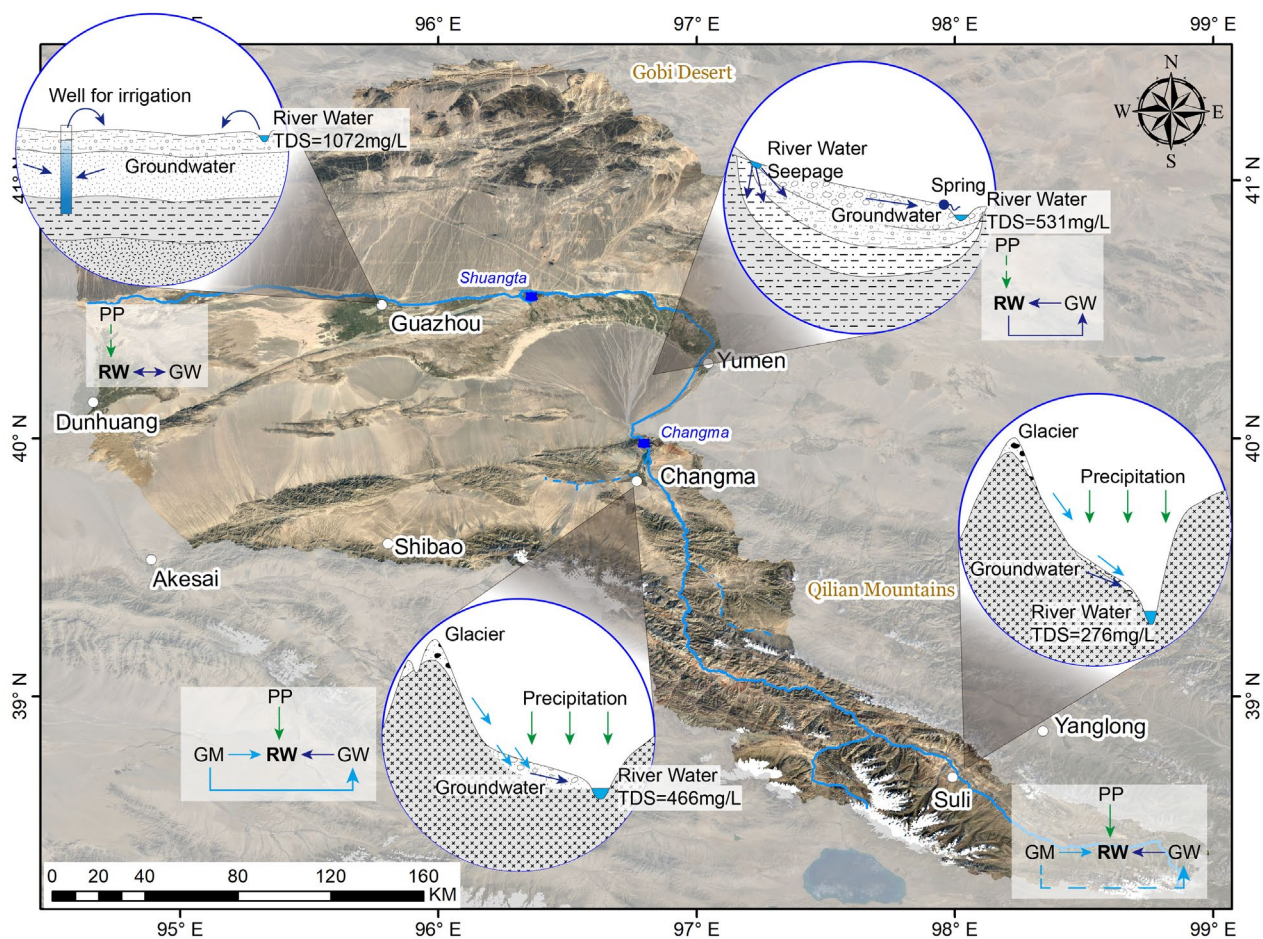 96° E
97° E
98° E
99° E
Gobi Desert
N
W
E
S
Well for irrigation
River Water
TDS=1072mg/L
Groundwater
River Water
Seepage
Spring
Groundwater
River Water
TDS=531mg/L
PP
RW
GW
41° N
41° N
Shuangta
Guazhou
PP
RW
GW
Yumen
Dunhuang
40° N
40° N
Changma
Changma
Glacier
Precipitation
Groundwater
River Water
TDS=276mg/L
Shibao
Akesai
Qilian Mountains
Glacier
Precipitation
Groundwater
River Water
TDS=466mg/L
39° N
39° N
PP
GM
RW
GW
Yanglong
Suli
PP
GM
RW
GW
0 20 40 80 120 160
KM
95° E
96° E
97° E
98° E
99° E